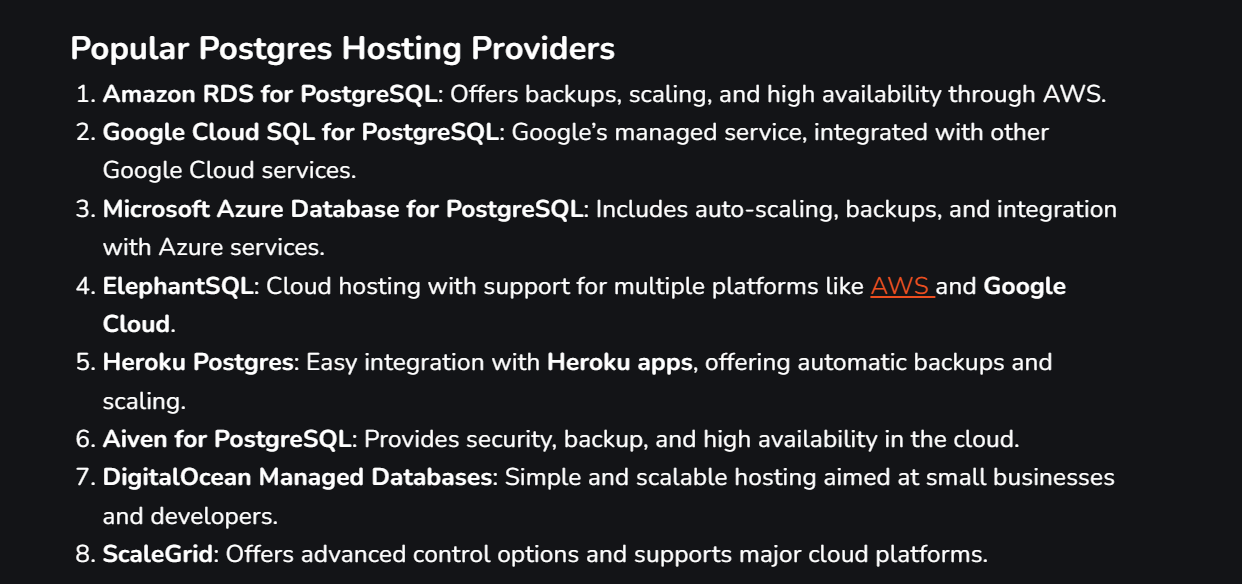 Popular Postgres Hosting Providers
1. Amazon RDS for PostgreSQL: Offers backups, scaling, and high availability through AWS.
2. Google Cloud SQL for PostgreSQL: Google’s managed service, integrated with other
Google Cloud services.
3. Microsoft Azure Database for PostgreSQL: Includes auto-scaling, backups, and integration
with Azure services.
4. ElephantSQL: Cloud hosting with support for multiple platforms like AWS and Google
Cloud.
5. Heroku Postgres: Easy integration with Heroku apps, offering automatic backups and
scaling.
6. Aiven for PostgreSQL: Provides security, backup, and high availability in the cloud.
7. DigitalOcean Managed Databases: Simple and scalable hosting aimed at small businesses
and developers.
8. ScaleGrid: Offers advanced control options and supports major cloud platforms.